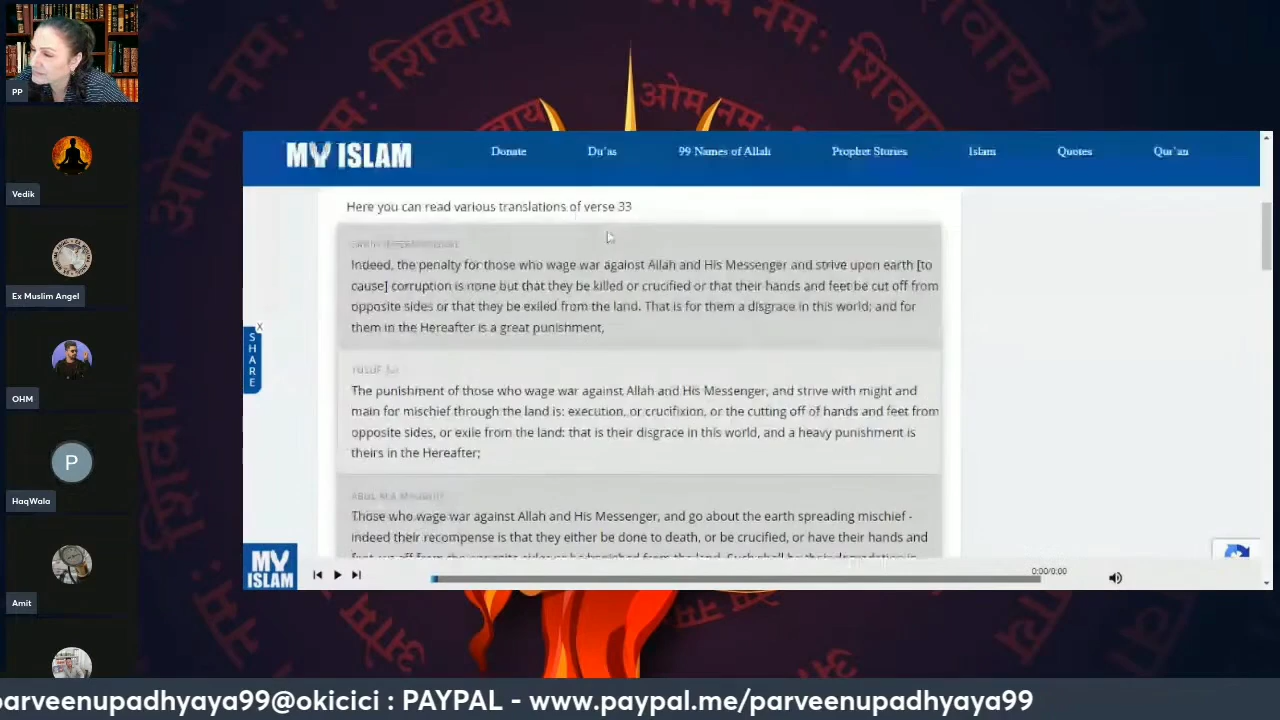 PP
Vedik
Ex Muslim Angel
OHM
P
HaqWala
Amit
ओम नमः शिवाय
शिवाय
MY ISLAM
Donate
Du'as
99 Names of Allah
Prophet Stories
Islam
Quotes
Qur'an
Here you can read various translations of verse 33
Indeed, the penalty for those who wage war against Allah and His Messenger and strive upon earth [to
cause] corruption is none but that they be killed or crucified or that their hands and feet be cut off from
opposite sides or that they be exiled from the land. That is for them a disgrace in this world; and for
them in the Hereafter is a great punishment,
YUSUF ALI
The punishment of those who wage war against Allah and His Messenger, and strive with might and
main for mischief through the land is: execution, or crucifixion, or the cutting off of hands and feet from
opposite sides, or exile from the land: that is their disgrace in this world, and a heavy punishment is
theirs in the Hereafter;
Those who wage war against Allah and His Messenger, and go about the earth spreading mischief -
indeed their recompense is that they either be done to death, or be crucified, or have their hands and
X
SHARE
MY
ISLAM
0:00/0:00
parveenupadhyaya99@okicici : PAYPAL - www.paypal.me/parveenupadhyaya99